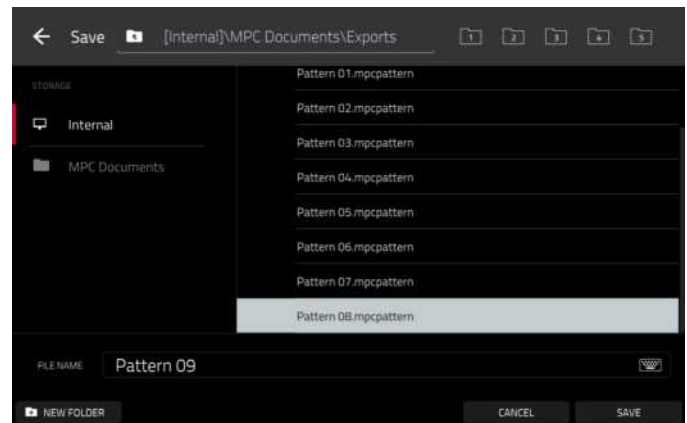 Save [Internal]\MPC Documents\Exports 1 2 3 4 5
STORAGE
Internal
MPC Documents
Pattern 01.mpcpattern
Pattern 02.mpcpattern
Pattern 03.mpcpattern
Pattern 04.mpcpattern
Pattern 05.mpcpattern
Pattern 06.mpcpattern
Pattern 07.mpcpattern
Pattern 08.mpcpattern
FILE NAME Pattern 09
NEW FOLDER CANCEL SAVE